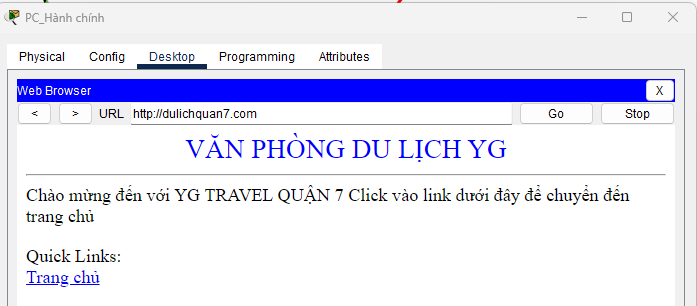 PC_Hành chính
Physical Config Desktop Programming Attributes
Web Browser X
< > URL http://dulichquan7.com Go Stop
VĂN PHÒNG DU LỊCH YG
Chào mừng đến với YG TRAVEL QUẬN 7 Click vào link dưới đây để chuyển đến
trang chủ
Quick Links:
Trang chủ